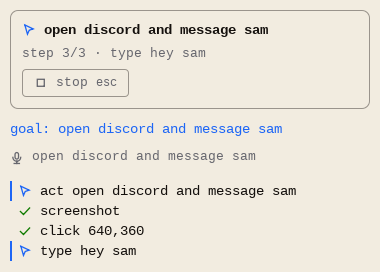 open discord and message sam
step 3/3 · type hey sam
stop esc
goal: open discord and message sam
open discord and message sam
act open discord and message sam
screenshot
click 640,360
type hey sam